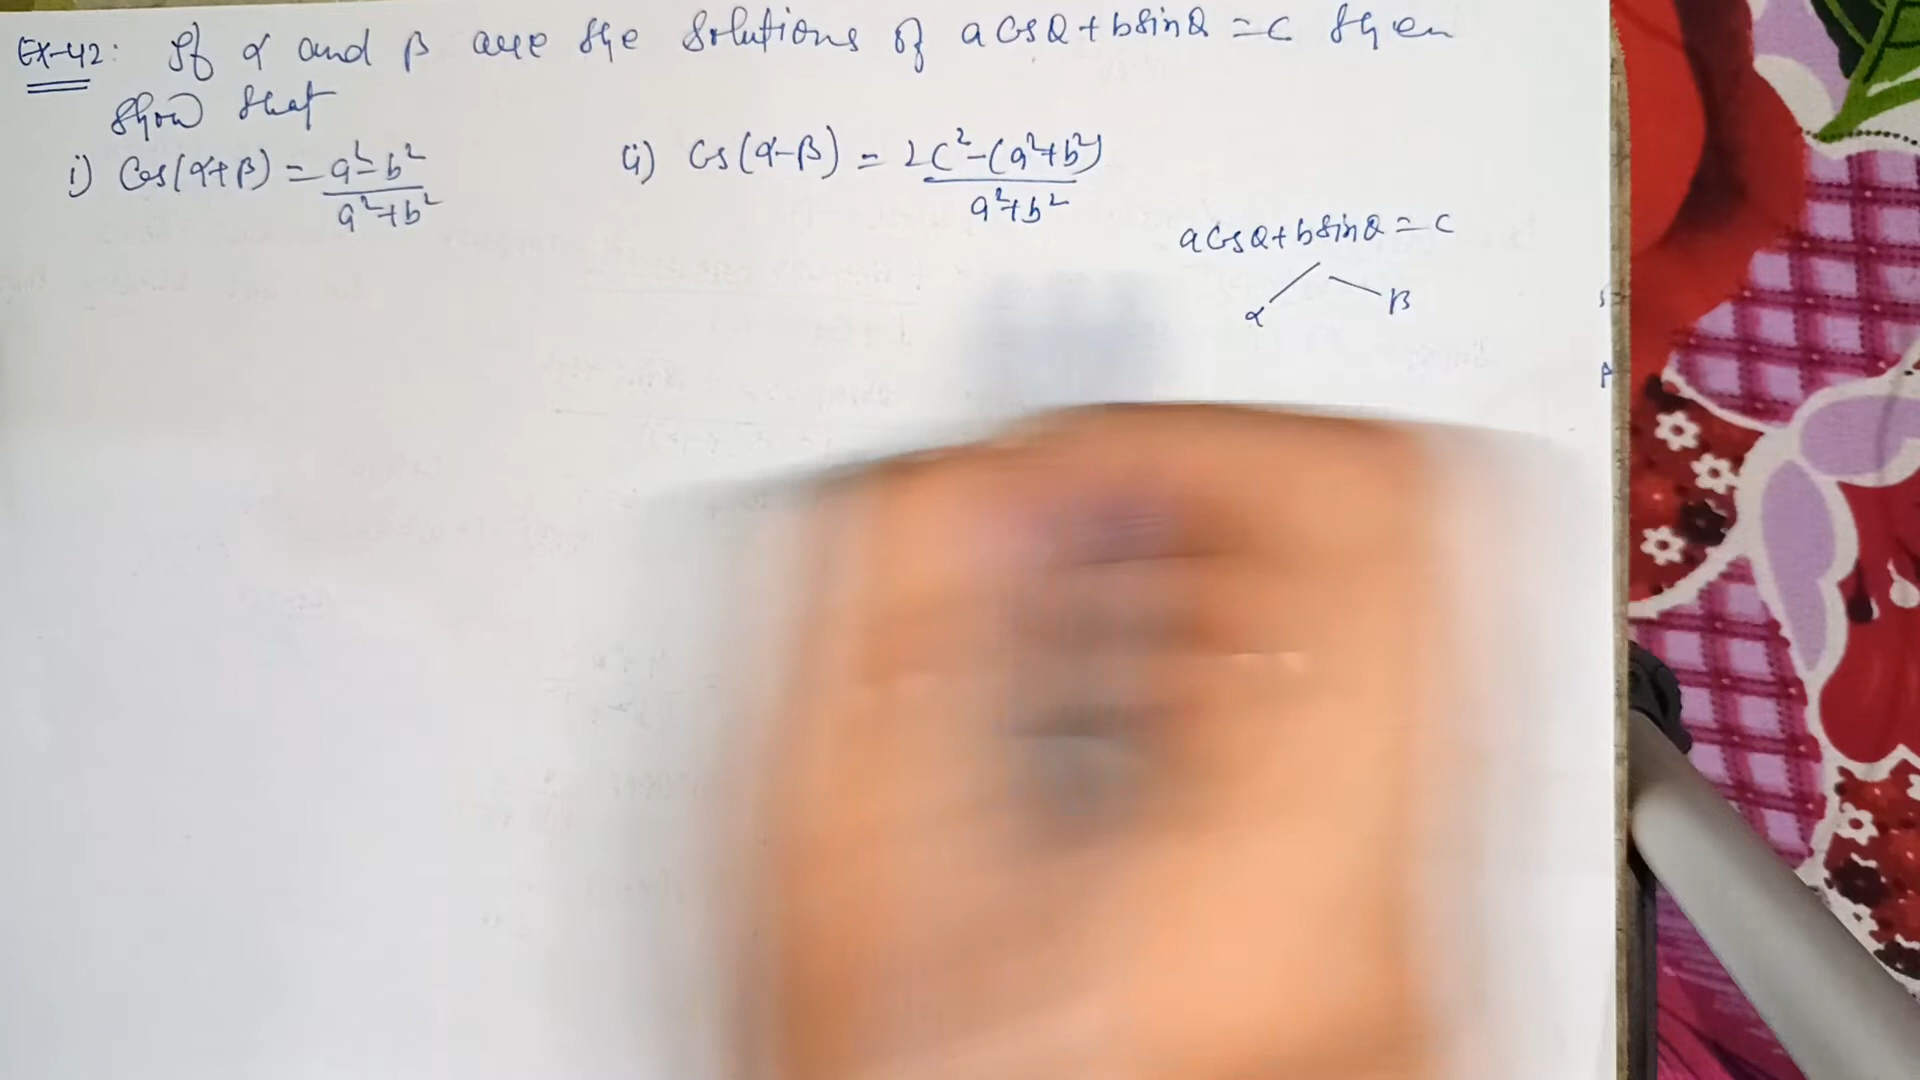 Ex-42: If α and β are the solutions of a cosθ + b sinθ = c then
show that
i) cos(α+β) = a²-b² / a²+b²   ii) cos(α-β) = 2c²-(a²+b²) / a²+b²
a cosθ + b sinθ = c
α β